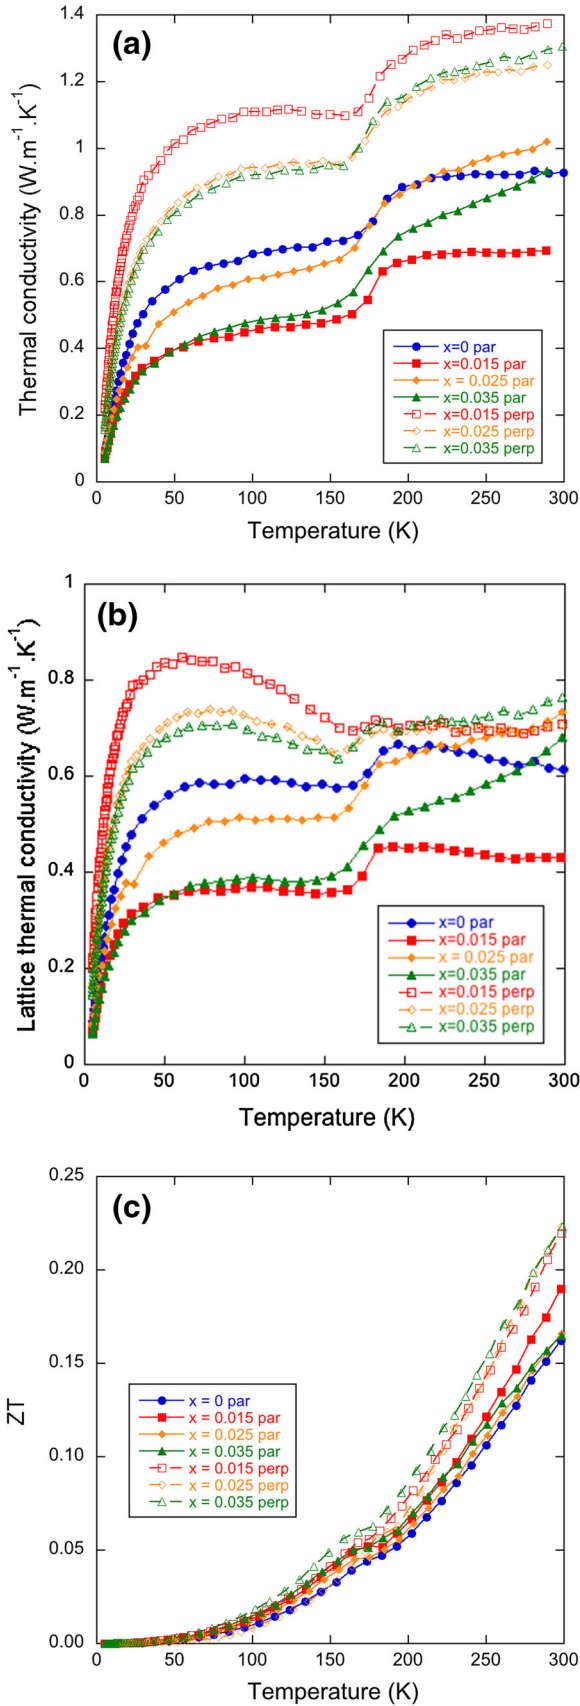 (a)
1.4
1.2
1
0.8
0.6
0.4
0.2
0
Thermal conductivity (W.m⁻¹.K⁻¹)
x=0 par
x=0.015 par
x = 0.025 par
x=0.035 par
x=0.015 perp
x=0.025 perp
x=0.035 perp
0 50 100 150 200 250 300
Temperature (K)
(b)
1
0.8
0.6
0.4
0.2
0
Lattice thermal conductivity (W.m⁻¹.K⁻¹)
x=0 par
x=0.015 par
x = 0.025 par
x=0.035 par
x=0.015 perp
x=0.025 perp
x=0.035 perp
0 50 100 150 200 250 300
Temperature (K)
(c)
0.25
0.20
0.15
0.10
0.05
0.00
ZT
x = 0 par
x = 0.015 par
x = 0.025 par
x = 0.035 par
x = 0.015 perp
x = 0.025 perp
x = 0.035 perp
0 50 100 150 200 250 300
Temperature (K)